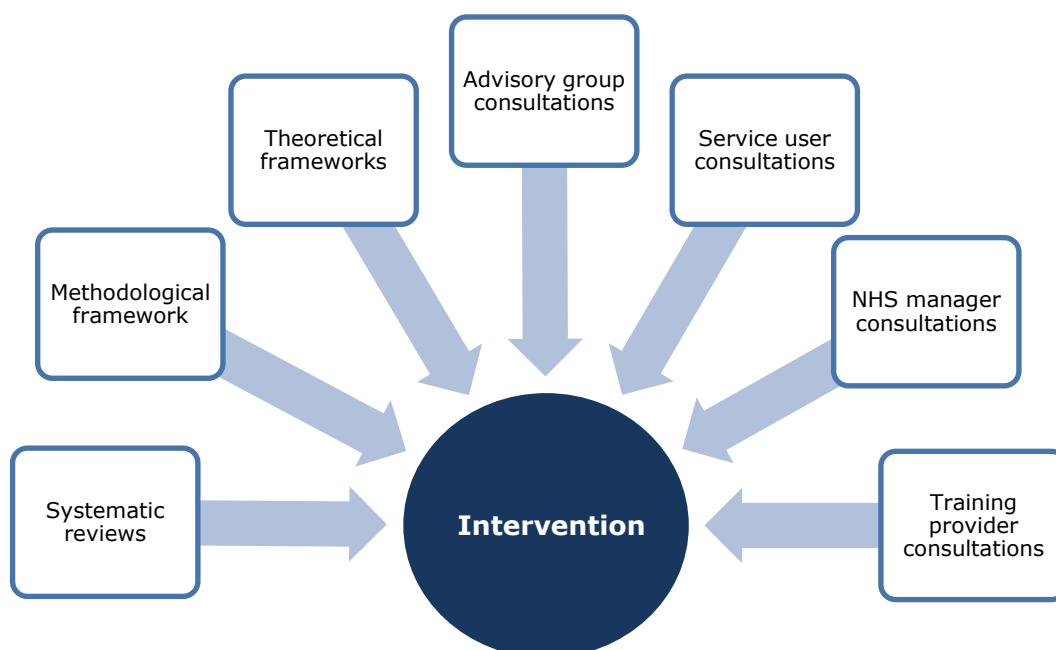 Advisory group
consultations
Theoretical
frameworks
Service user
consultations
Methodological
framework
NHS manager
consultations
Systematic
reviews
Training
provider
consultations
Intervention